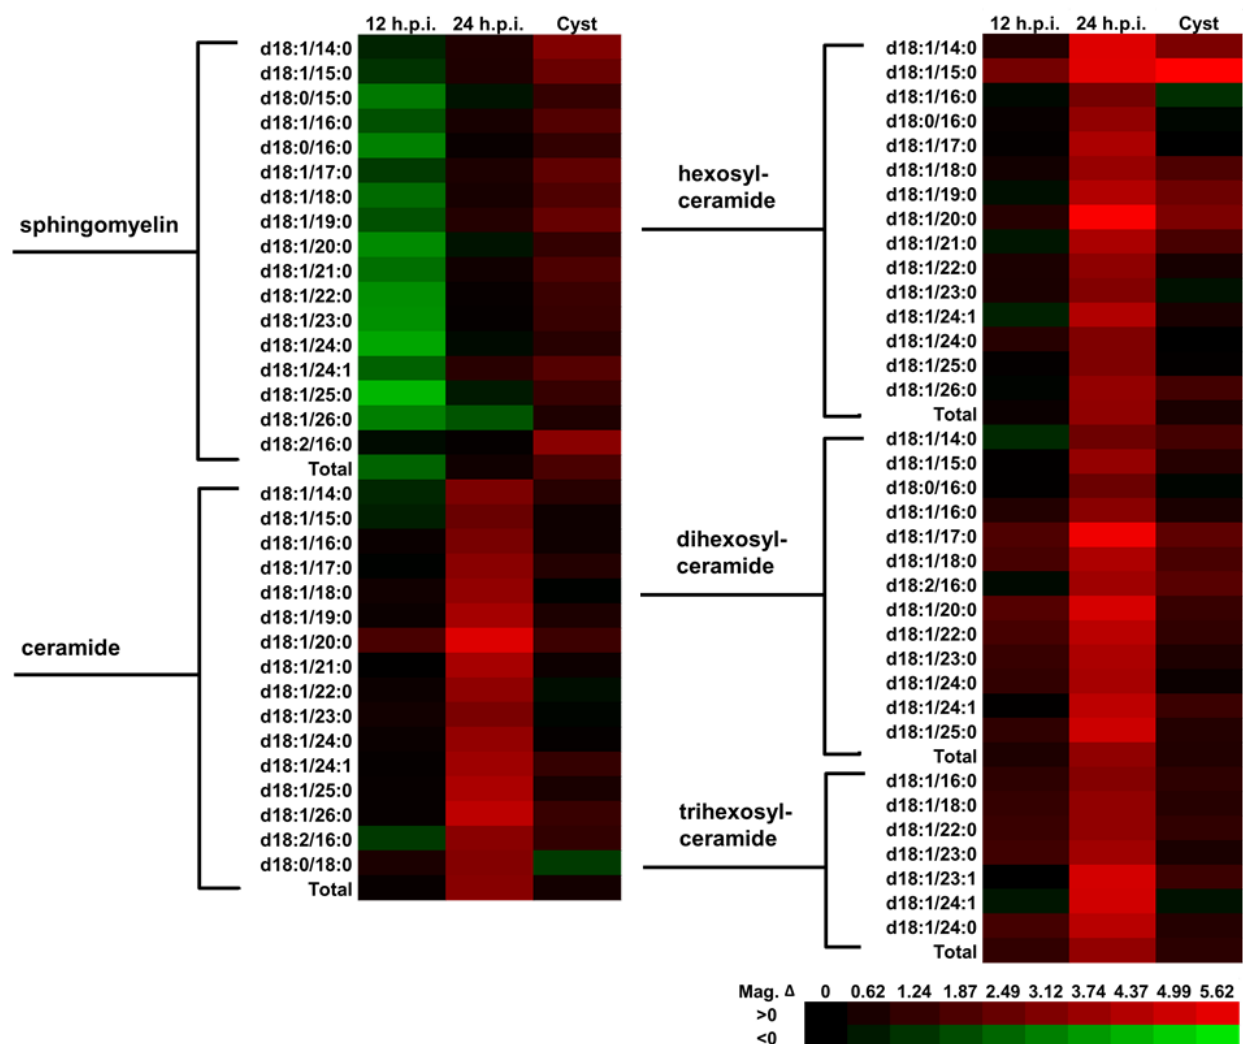 12 h.p.i. 24 h.p.i. Cyst
sphingomyelin
d18:1/14:0
d18:1/15:0
d18:0/15:0
d18:1/16:0
d18:0/16:0
d18:1/17:0
d18:1/18:0
d18:1/19:0
d18:1/20:0
d18:1/21:0
d18:1/22:0
d18:1/23:0
d18:1/24:0
d18:1/24:1
d18:1/25:0
d18:1/26:0
d18:2/16:0
Total
ceramide
d18:1/14:0
d18:1/15:0
d18:1/16:0
d18:1/17:0
d18:1/18:0
d18:1/19:0
d18:1/20:0
d18:1/21:0
d18:1/22:0
d18:1/23:0
d18:1/24:0
d18:1/24:1
d18:1/25:0
d18:1/26:0
d18:2/16:0
d18:0/18:0
Total
12 h.p.i. 24 h.p.i. Cyst
hexosyl-
ceramide
d18:1/14:0
d18:1/15:0
d18:1/16:0
d18:0/16:0
d18:1/17:0
d18:1/18:0
d18:1/19:0
d18:1/20:0
d18:1/21:0
d18:1/22:0
d18:1/23:0
d18:1/24:1
d18:1/24:0
d18:1/25:0
d18:1/26:0
Total
dihexosyl-
ceramide
d18:1/14:0
d18:1/15:0
d18:0/16:0
d18:1/16:0
d18:1/17:0
d18:1/18:0
d18:2/16:0
d18:1/20:0
d18:1/22:0
d18:1/23:0
d18:1/24:0
d18:1/24:1
d18:1/25:0
Total
trihexosyl-
ceramide
d18:1/16:0
d18:1/18:0
d18:1/22:0
d18:1/23:0
d18:1/23:1
d18:1/24:1
d18:1/24:0
Total
Mag. Δ 0 0.62 1.24 1.87 2.49 3.12 3.74 4.37 4.99 5.62
>0
<0